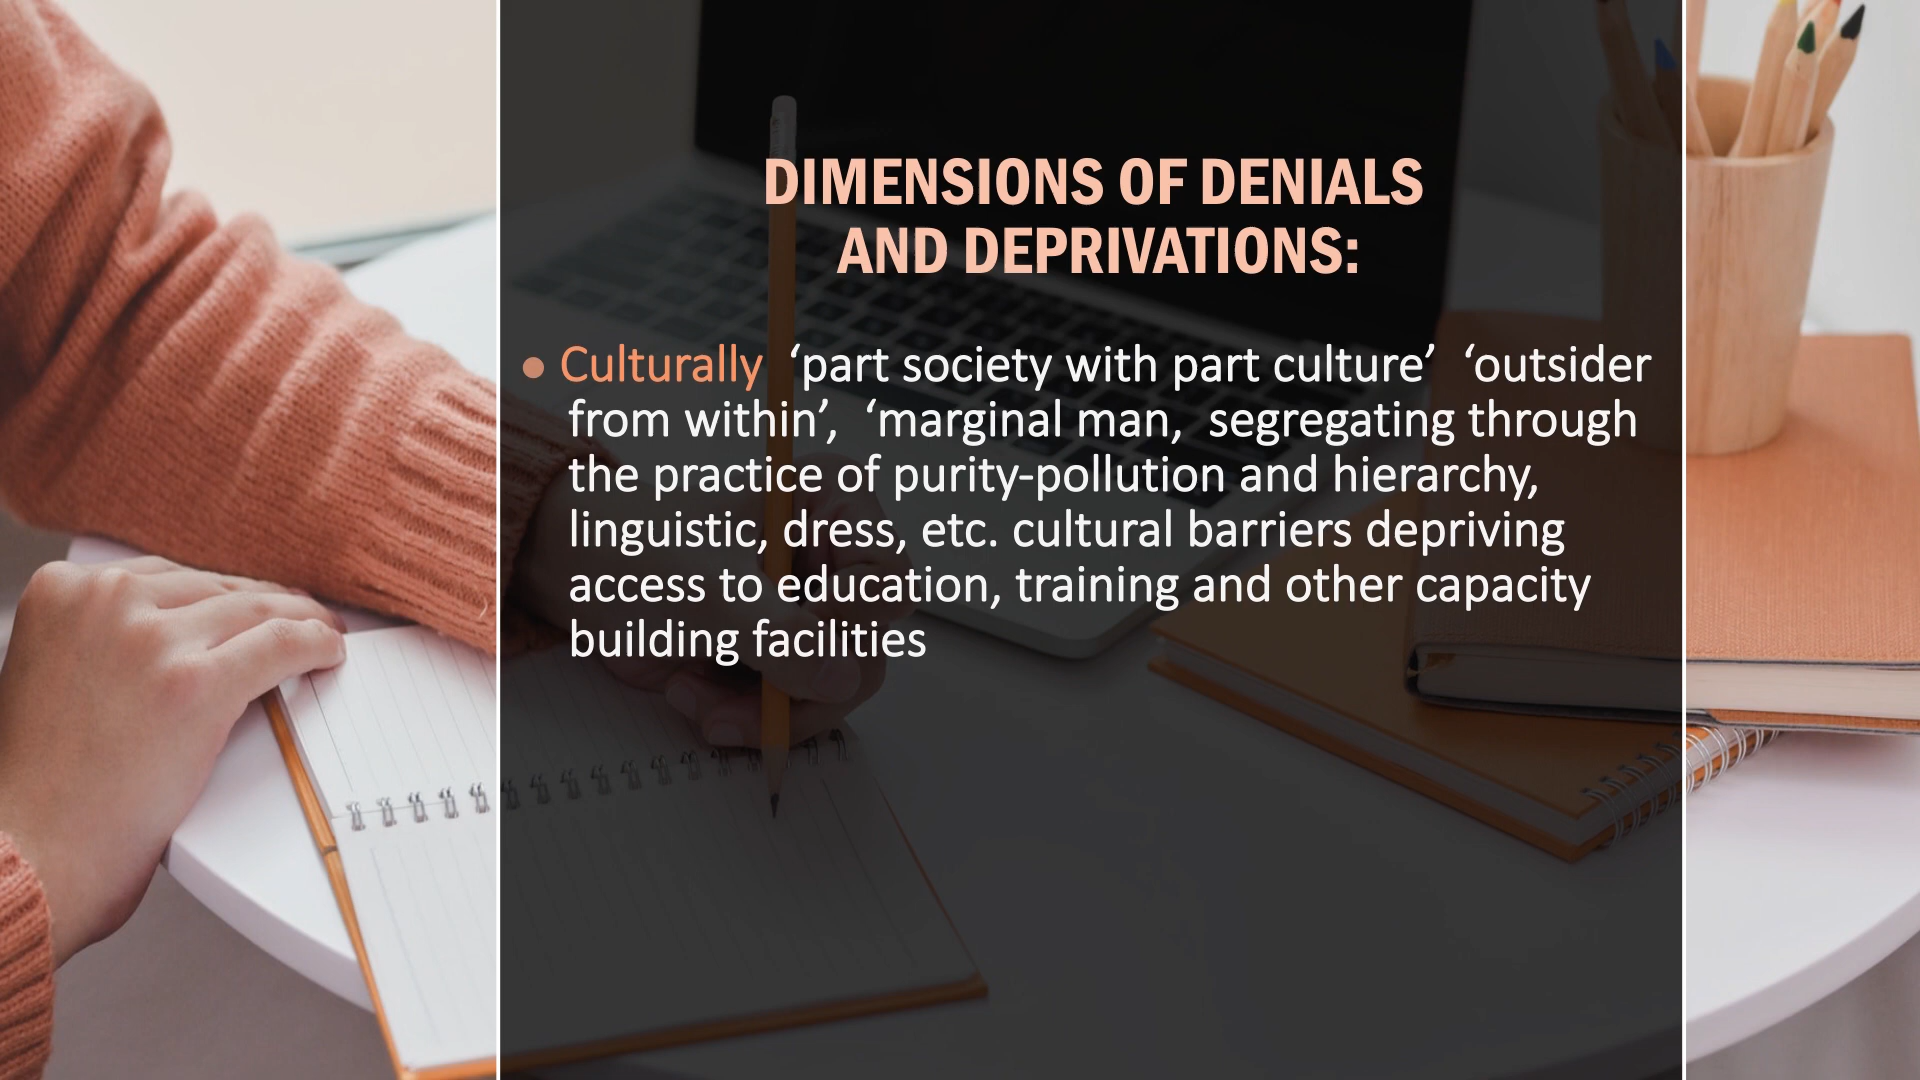 DIMENSIONS OF DENIALS
AND DEPRIVATIONS:
• Culturally ‘part society with part culture’ ‘outsider
from within’, ‘marginal man, segregating through
the practice of purity-pollution and hierarchy,
linguistic, dress, etc. cultural barriers depriving
access to education, training and other capacity
building facilities